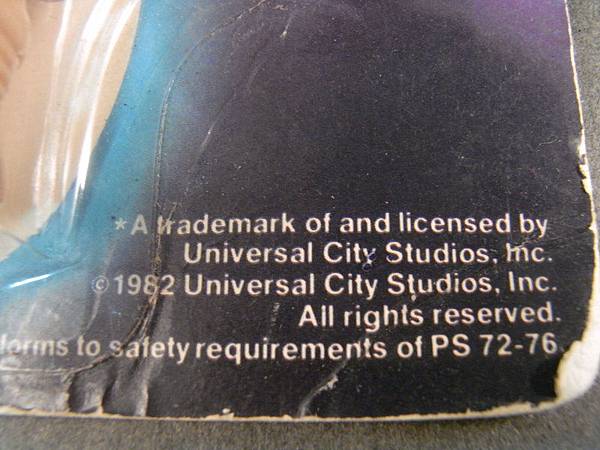 *A trademark of and licensed by
Universal City Studios, Inc.
©1982 Universal City Studios, Inc.
All rights reserved.
forms to safety requirements of PS 72-76